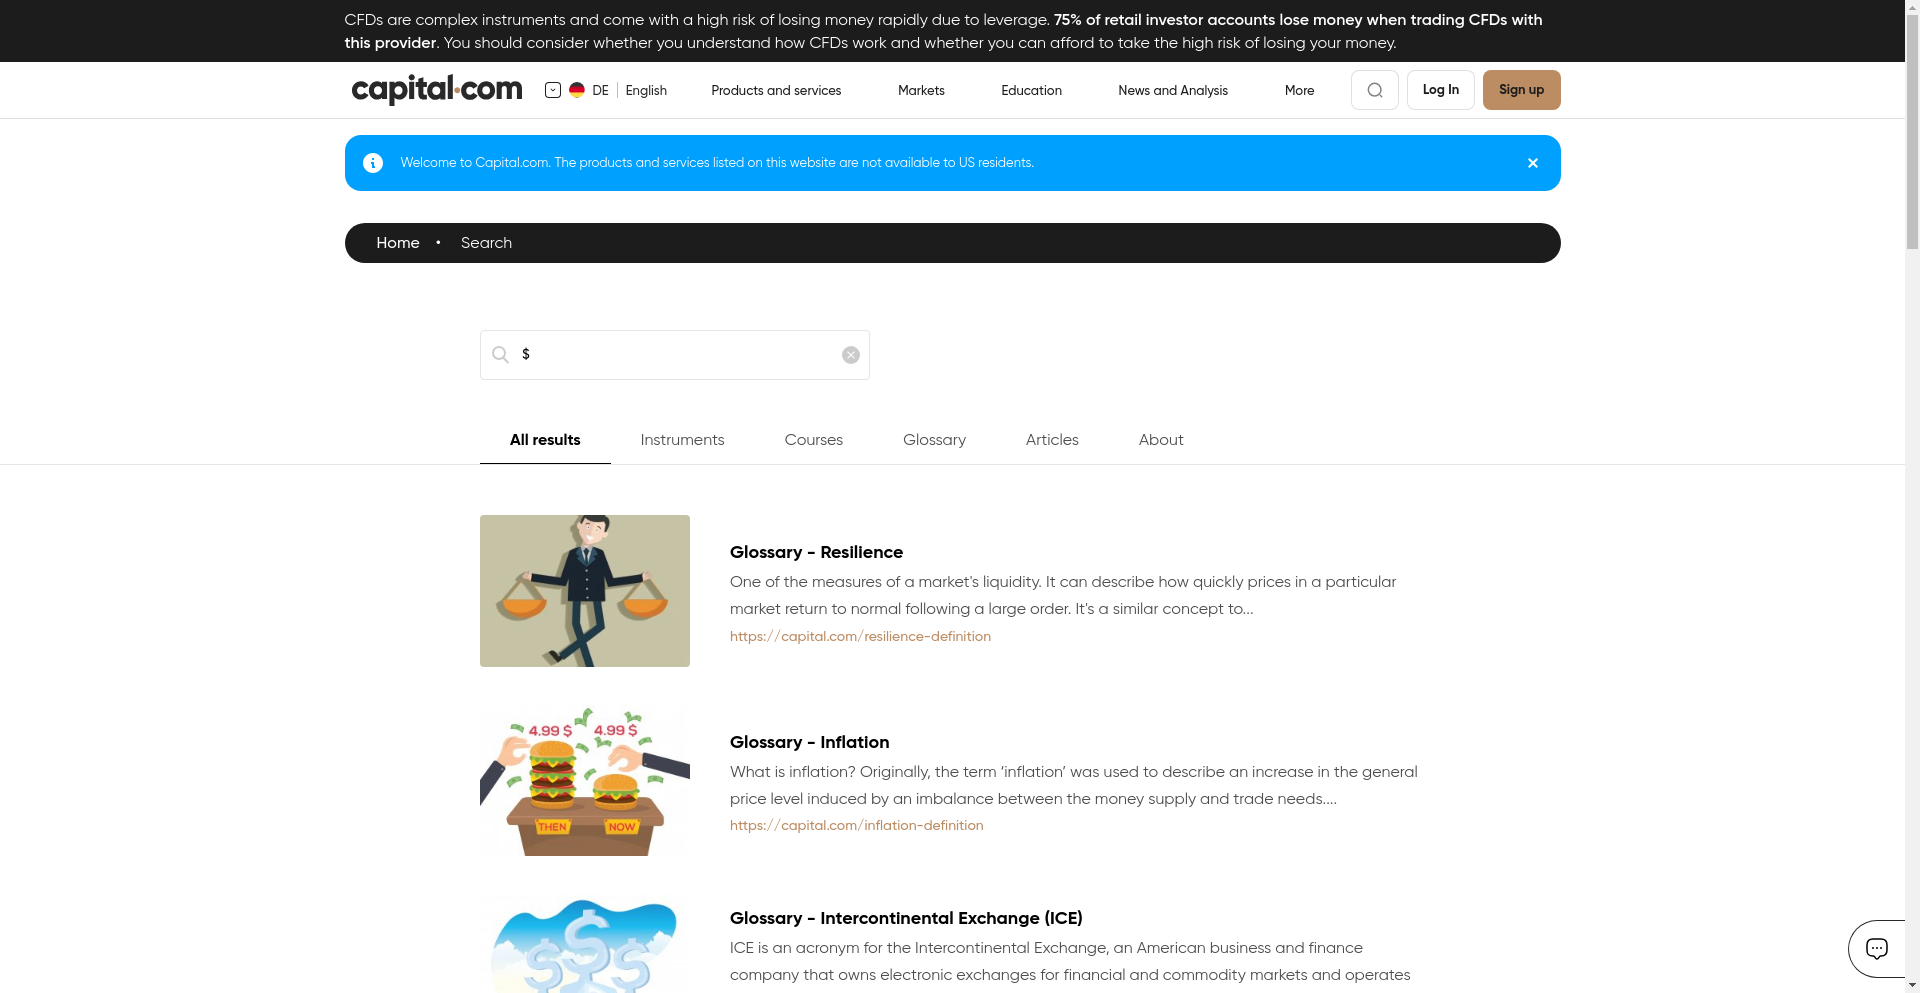 CFDs are complex instruments and come with a high risk of losing money rapidly due to leverage. 75% of retail investor accounts lose money when trading CFDs with
this provider. You should consider whether you understand how CFDs work and whether you can afford to take the high risk of losing your money.
capital.com DE English Products and services Markets Education News and Analysis More Log In Sign up
Welcome to Capital.com. The products and services listed on this website are not available to US residents.
Home • Search
$
All results Instruments Courses Glossary Articles About
Glossary - Resilience
One of the measures of a market's liquidity. It can describe how quickly prices in a particular
market return to normal following a large order. It's a similar concept to...
https://capital.com/resilience-definition
4.99 $ 4.99 $
THEN NOW
Glossary - Inflation
What is inflation? Originally, the term ‘inflation’ was used to describe an increase in the general
price level induced by an imbalance between the money supply and trade needs....
https://capital.com/inflation-definition
$ $ $
Glossary - Intercontinental Exchange (ICE)
ICE is an acronym for the Intercontinental Exchange, an American business and finance
company that owns electronic exchanges for financial and commodity markets and operates